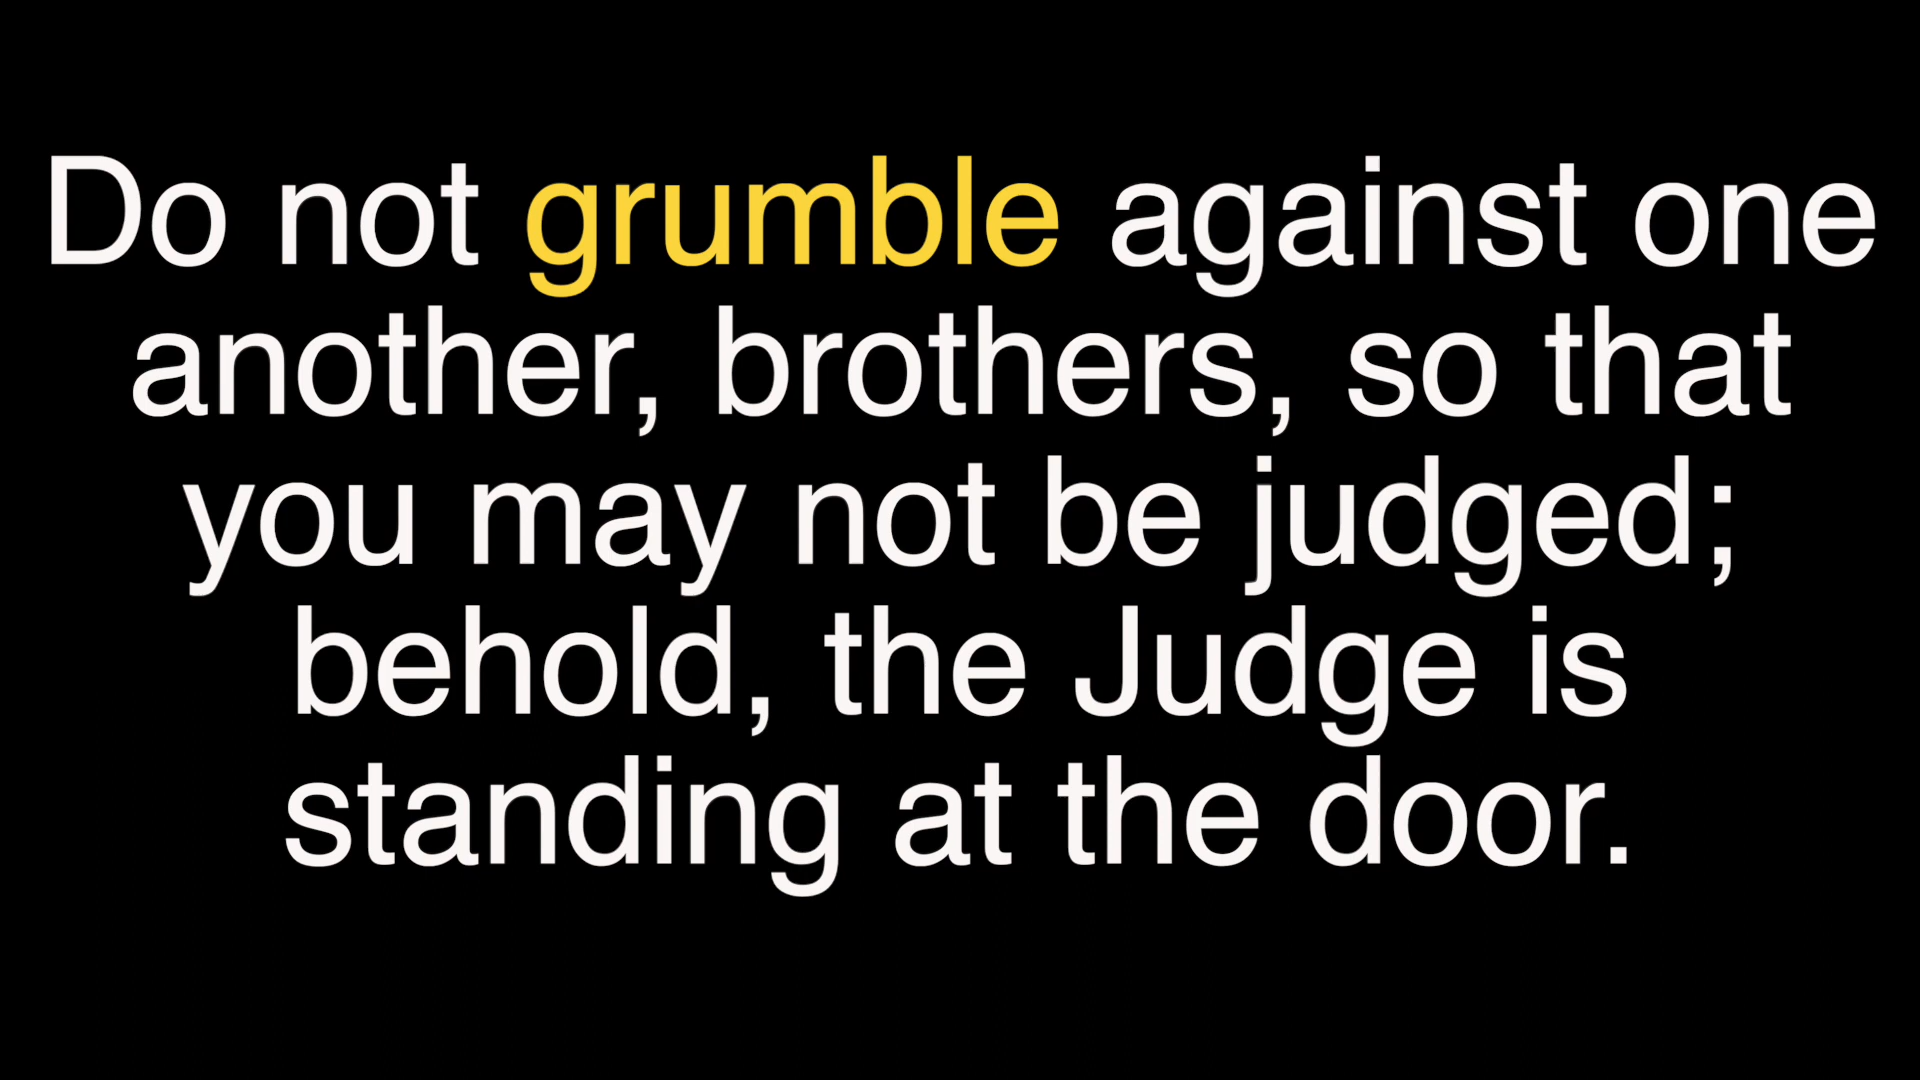 Do not grumble against one
another, brothers, so that
you may not be judged;
behold, the Judge is
standing at the door.